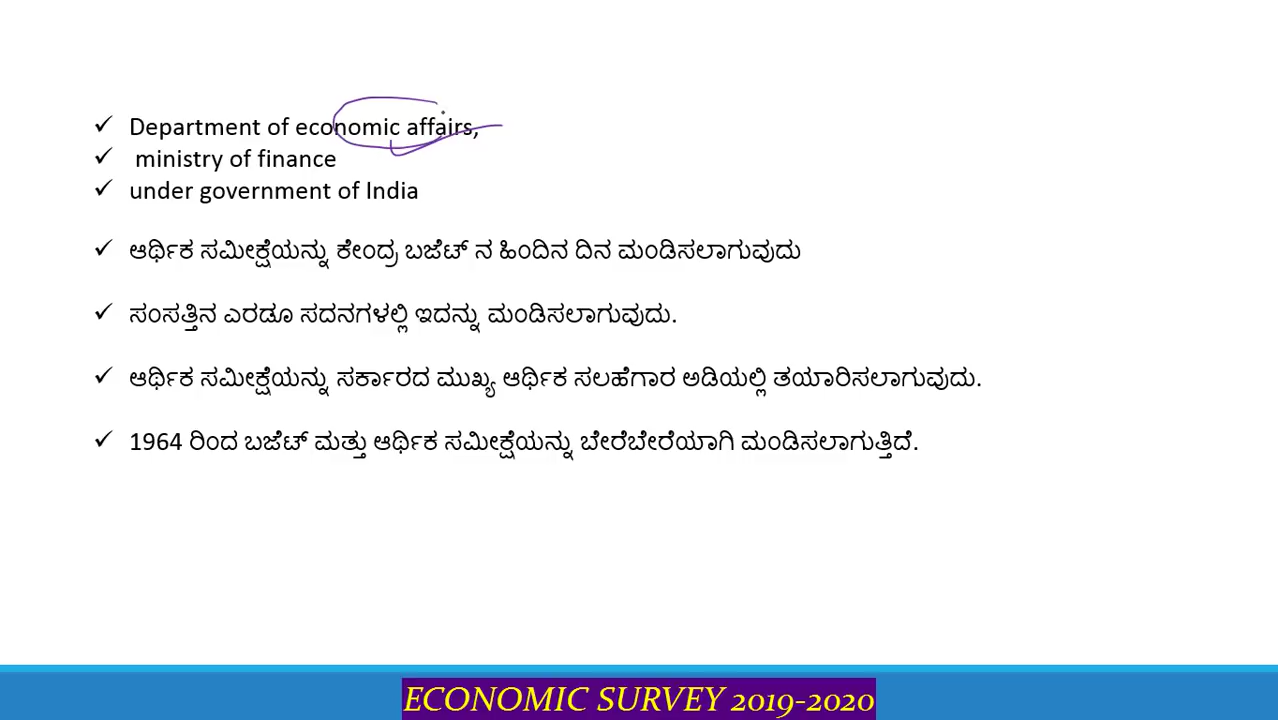 Department of economic affairs,
ministry of finance
under government of India
ಆರ್ಥಿಕ ಸಮೀಕ್ಷೆಯನ್ನು ಕೇಂದ್ರ ಬಜೆಟ್ ನ ಹಿಂದಿನ ದಿನ ಮಂಡಿಸಲಾಗುವುದು
ಸಂಸತ್ತಿನ ಎರಡೂ ಸದನಗಳಲ್ಲಿ ಇದನ್ನು ಮಂಡಿಸಲಾಗುವುದು.
ಆರ್ಥಿಕ ಸಮೀಕ್ಷೆಯನ್ನು ಸರ್ಕಾರದ ಮುಖ್ಯ ಆರ್ಥಿಕ ಸಲಹೆಗಾರ ಅಡಿಯಲ್ಲಿ ತಯಾರಿಸಲಾಗುವುದು.
1964 ರಿಂದ ಬಜೆಟ್ ಮತ್ತು ಆರ್ಥಿಕ ಸಮೀಕ್ಷೆಯನ್ನು ಬೇರೆಬೇರೆಯಾಗಿ ಮಂಡಿಸಲಾಗುತ್ತಿದೆ.
ECONOMIC SURVEY 2019-2020